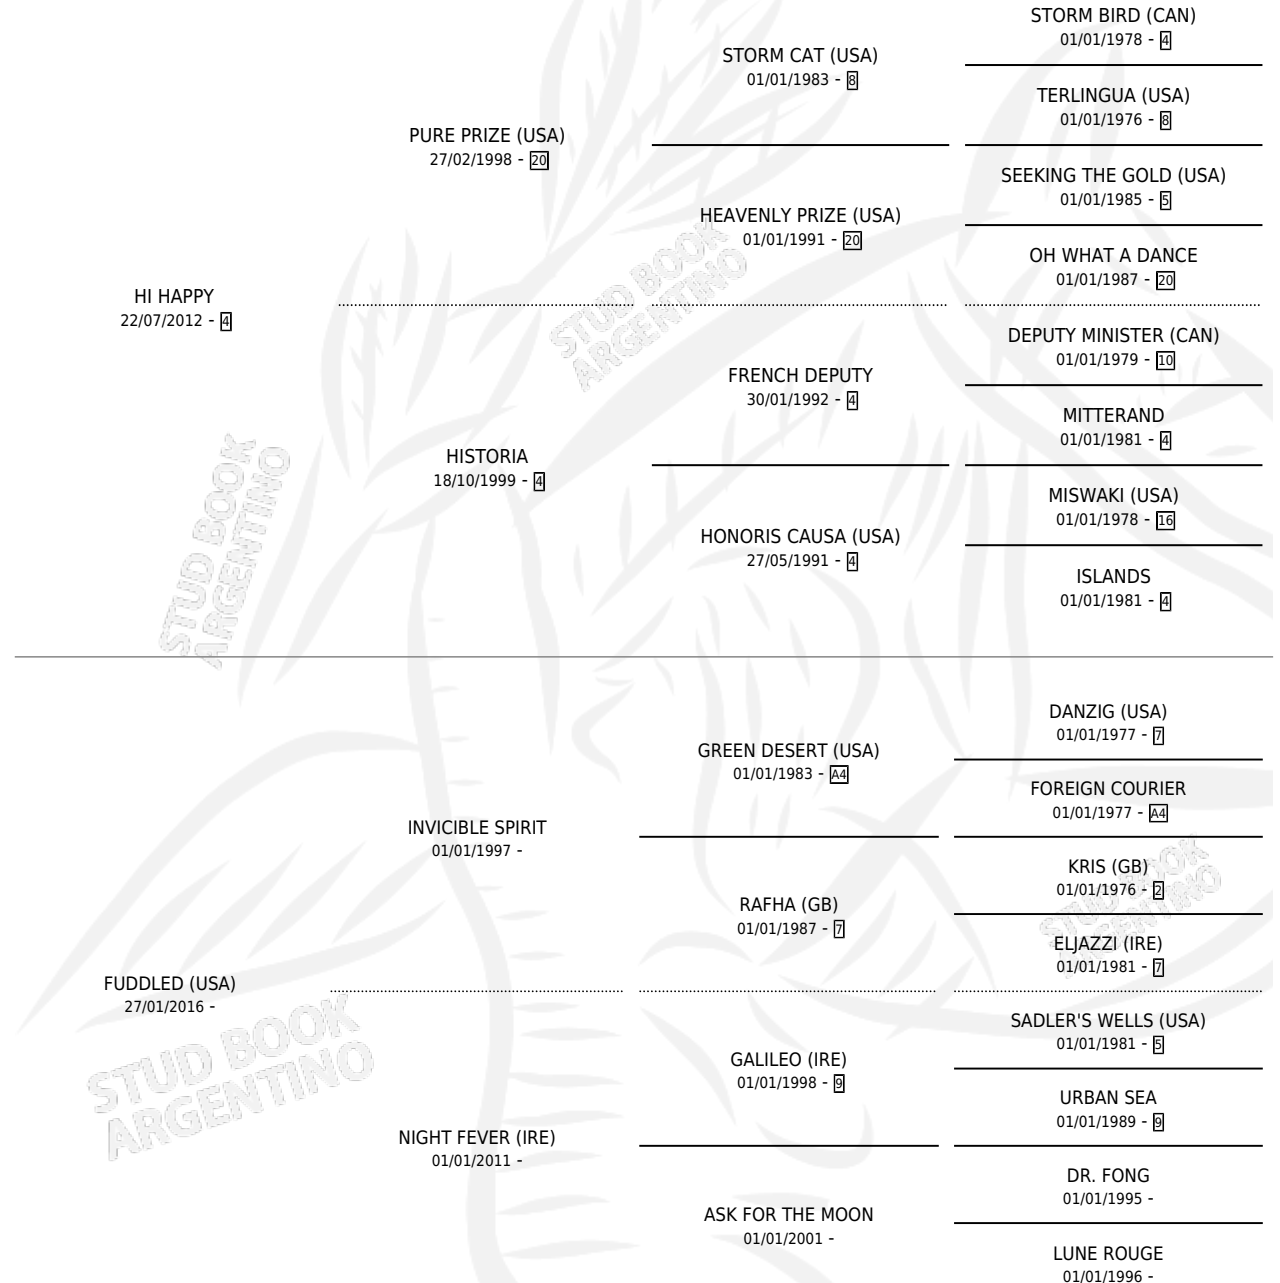 STORM BIRD (CAN)
01/01/1978 - 4
STORM CAT (USA)
01/01/1983 - 8
TERLINGUA (USA)
01/01/1976 - 8
PURE PRIZE (USA)
27/02/1998 - 20
SEEKING THE GOLD (USA)
01/01/1985 - 5
HEAVENLY PRIZE (USA)
01/01/1991 - 20
OH WHAT A DANCE
01/01/1987 - 20
HI HAPPY
22/07/2012 - 4
DEPUTY MINISTER (CAN)
01/01/1979 - 10
FRENCH DEPUTY
30/01/1992 - 4
MITTERAND
01/01/1981 - 4
HISTORIA
18/10/1999 - 4
MISWAKI (USA)
01/01/1978 - 16
HONORIS CAUSA (USA)
27/05/1991 - 4
ISLANDS
01/01/1981 - 4
DANZIG (USA)
01/01/1977 - 7
GREEN DESERT (USA)
01/01/1983 - A4
FOREIGN COURIER
01/01/1977 - A4
INVICIBLE SPIRIT
01/01/1997 -
KRIS (GB)
01/01/1976 - 2
RAFHA (GB)
01/01/1987 - 7
ELJAZZI (IRE)
01/01/1981 - 7
FUDDLED (USA)
27/01/2016 -
SADLER'S WELLS (USA)
01/01/1981 - 5
GALILEO (IRE)
01/01/1998 - 9
URBAN SEA
01/01/1989 - 9
NIGHT FEVER (IRE)
01/01/2011 -
DR. FONG
01/01/1995 -
ASK FOR THE MOON
01/01/2001 -
LUNE ROUGE
01/01/1996 -
STUD BOOK
ARGENTINO
STUD BOOK
ARGENTINO
STUD BOOK
ARGENTINO
STUD BOOK
ARGENTINO